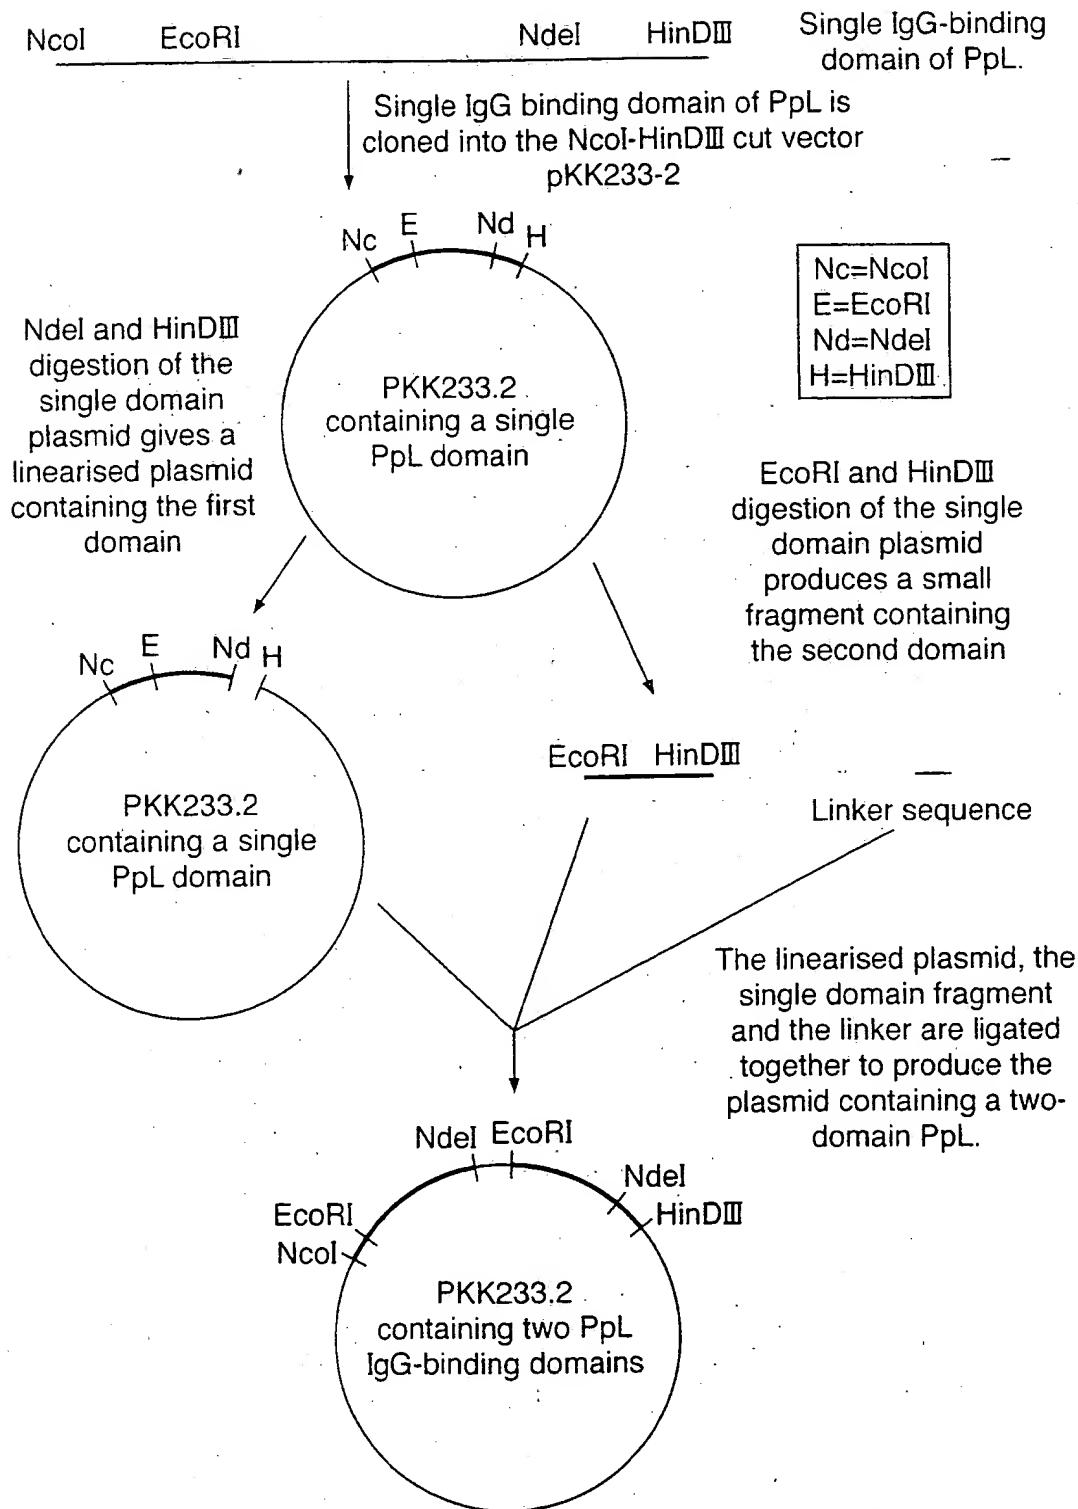 NcoI EcoRI NdeI HinDIII
Single IgG-binding
domain of PpL.
Single IgG binding domain of PpL is
cloned into the NcoI-HinDIII cut vector
pKK233-2
Nc E Nd H
Nc=NcoI
E=EcoRI
Nd=NdeI
H=HinDIII
NdeI and HinDIII
digestion of the
single domain
plasmid gives a
linearised plasmid
containing the first
domain
PKK233.2
containing a single
PpL domain
EcoRI and HinDIII
digestion of the single
domain plasmid
produces a small
fragment containing
the second domain
Nc E Nd H
PKK233.2
containing a single
PpL domain
EcoRI HinDIII
Linker sequence
The linearised plasmid, the
single domain fragment
and the linker are ligated
together to produce the
plasmid containing a two-
domain PpL.
NdeI EcoRI
NdeI
HinDIII
EcoRI
NcoI
PKK233.2
containing two PpL
IgG-binding domains